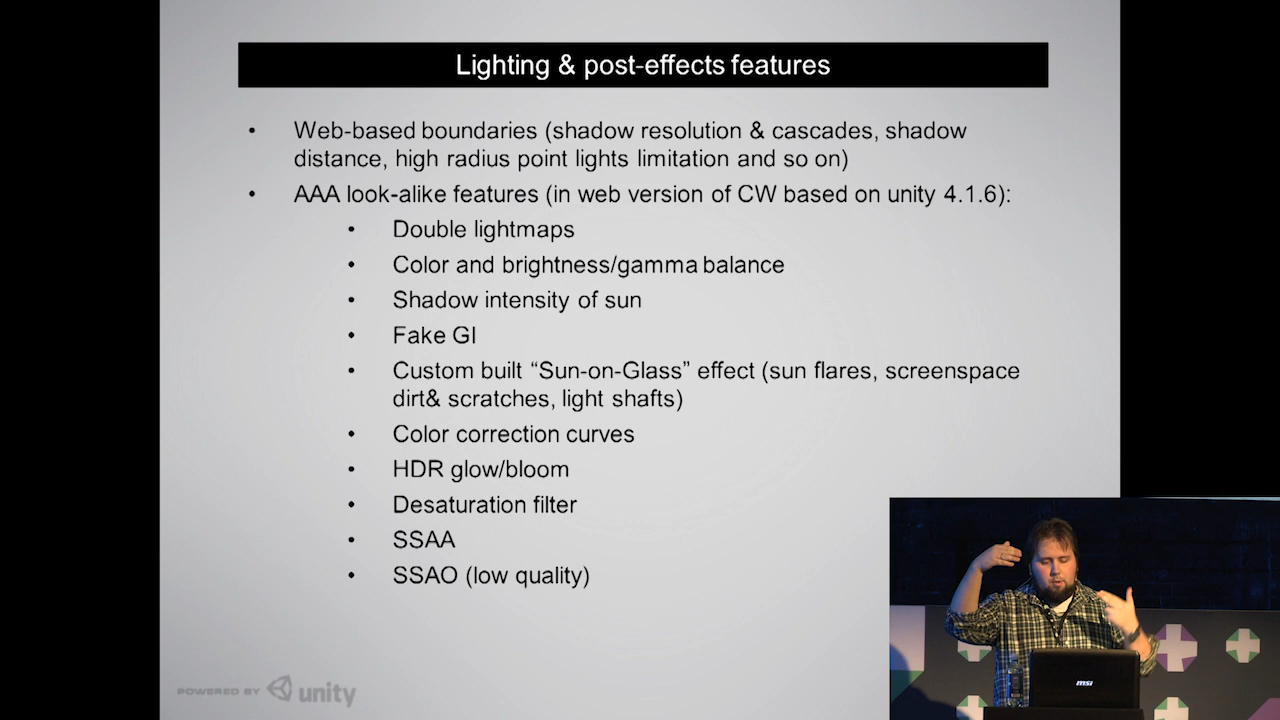 Lighting & post-effects features
• Web-based boundaries (shadow resolution & cascades, shadow
distance, high radius point lights limitation and so on)
• AAA look-alike features (in web version of CW based on unity 4.1.6):
• Double lightmaps
• Color and brightness/gamma balance
• Shadow intensity of sun
• Fake GI
• Custom built “Sun-on-Glass” effect (sun flares, screenspace
dirt& scratches, light shafts)
• Color correction curves
• HDR glow/bloom
• Desaturation filter
• SSAA
• SSAO (low quality)
POWERED BY unity
msi